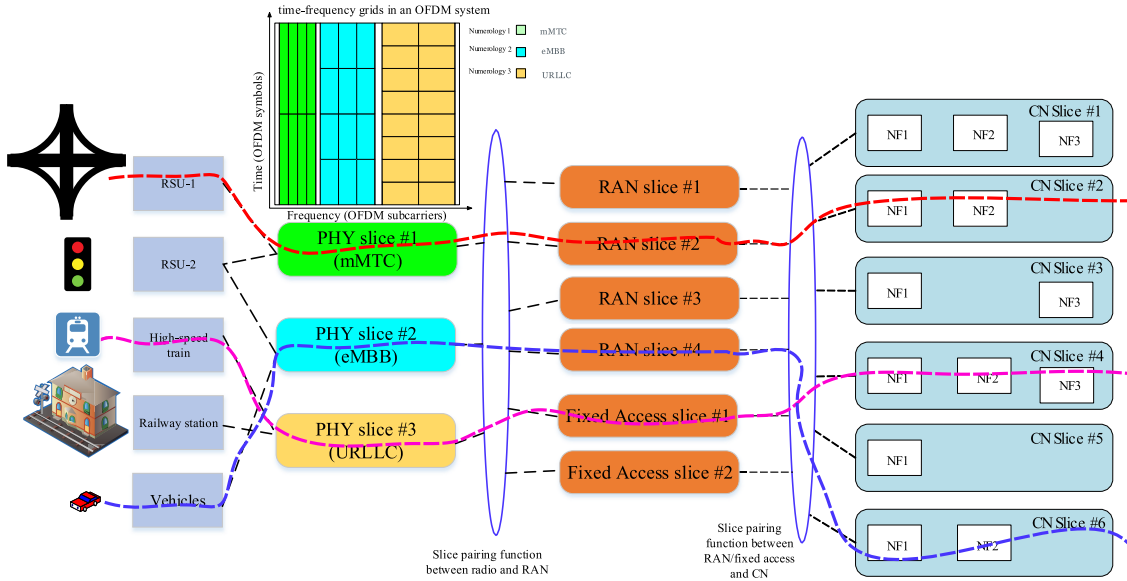 time-frequency grids in an OFDM system
Time (OFDM symbols)
Frequency (OFDM subcarriers)
Numerology 1
mMTC
Numerology 2
eMBB
Numerology 3
URLLC
RSU-1
RSU-2
High-speed
train
Railway station
Vehicles
PHY slice #1
(mMTC)
PHY slice #2
(eMBB)
PHY slice #3
(URLLC)
Slice pairing function
between radio and RAN
RAN slice #1
RAN slice #2
RAN slice #3
RAN slice #4
Fixed Access slice #1
Fixed Access slice #2
Slice pairing
function between
RAN/fixed access
and CN
CN Slice #1
NF1
NF2
NF3
CN Slice #2
NF1
NF2
CN Slice #3
NF1
NF3
CN Slice #4
NF1
NF2
NF3
CN Slice #5
NF1
CN Slice #6
NF1
NF2